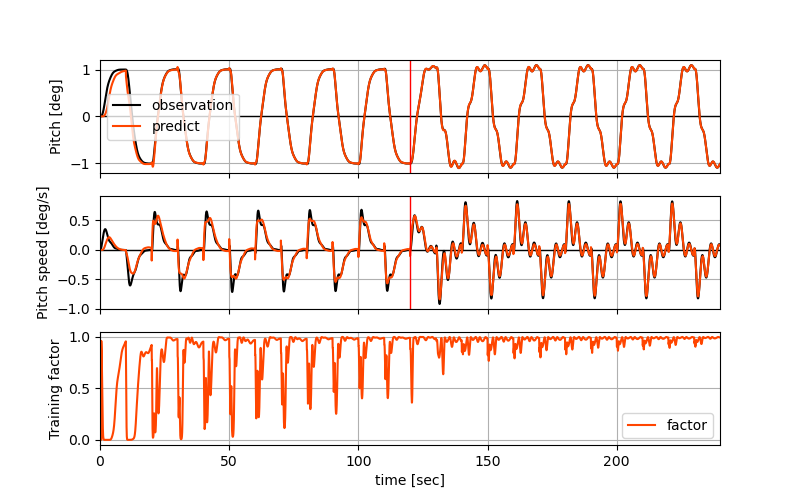 Pitch [deg]
1
0
−1
observation
predict
Pitch speed [deg/s]
0.5
0.0
−0.5
−1.0
Training factor
1.0
0.5
0.0
factor
0
50
100
150
200
time [sec]